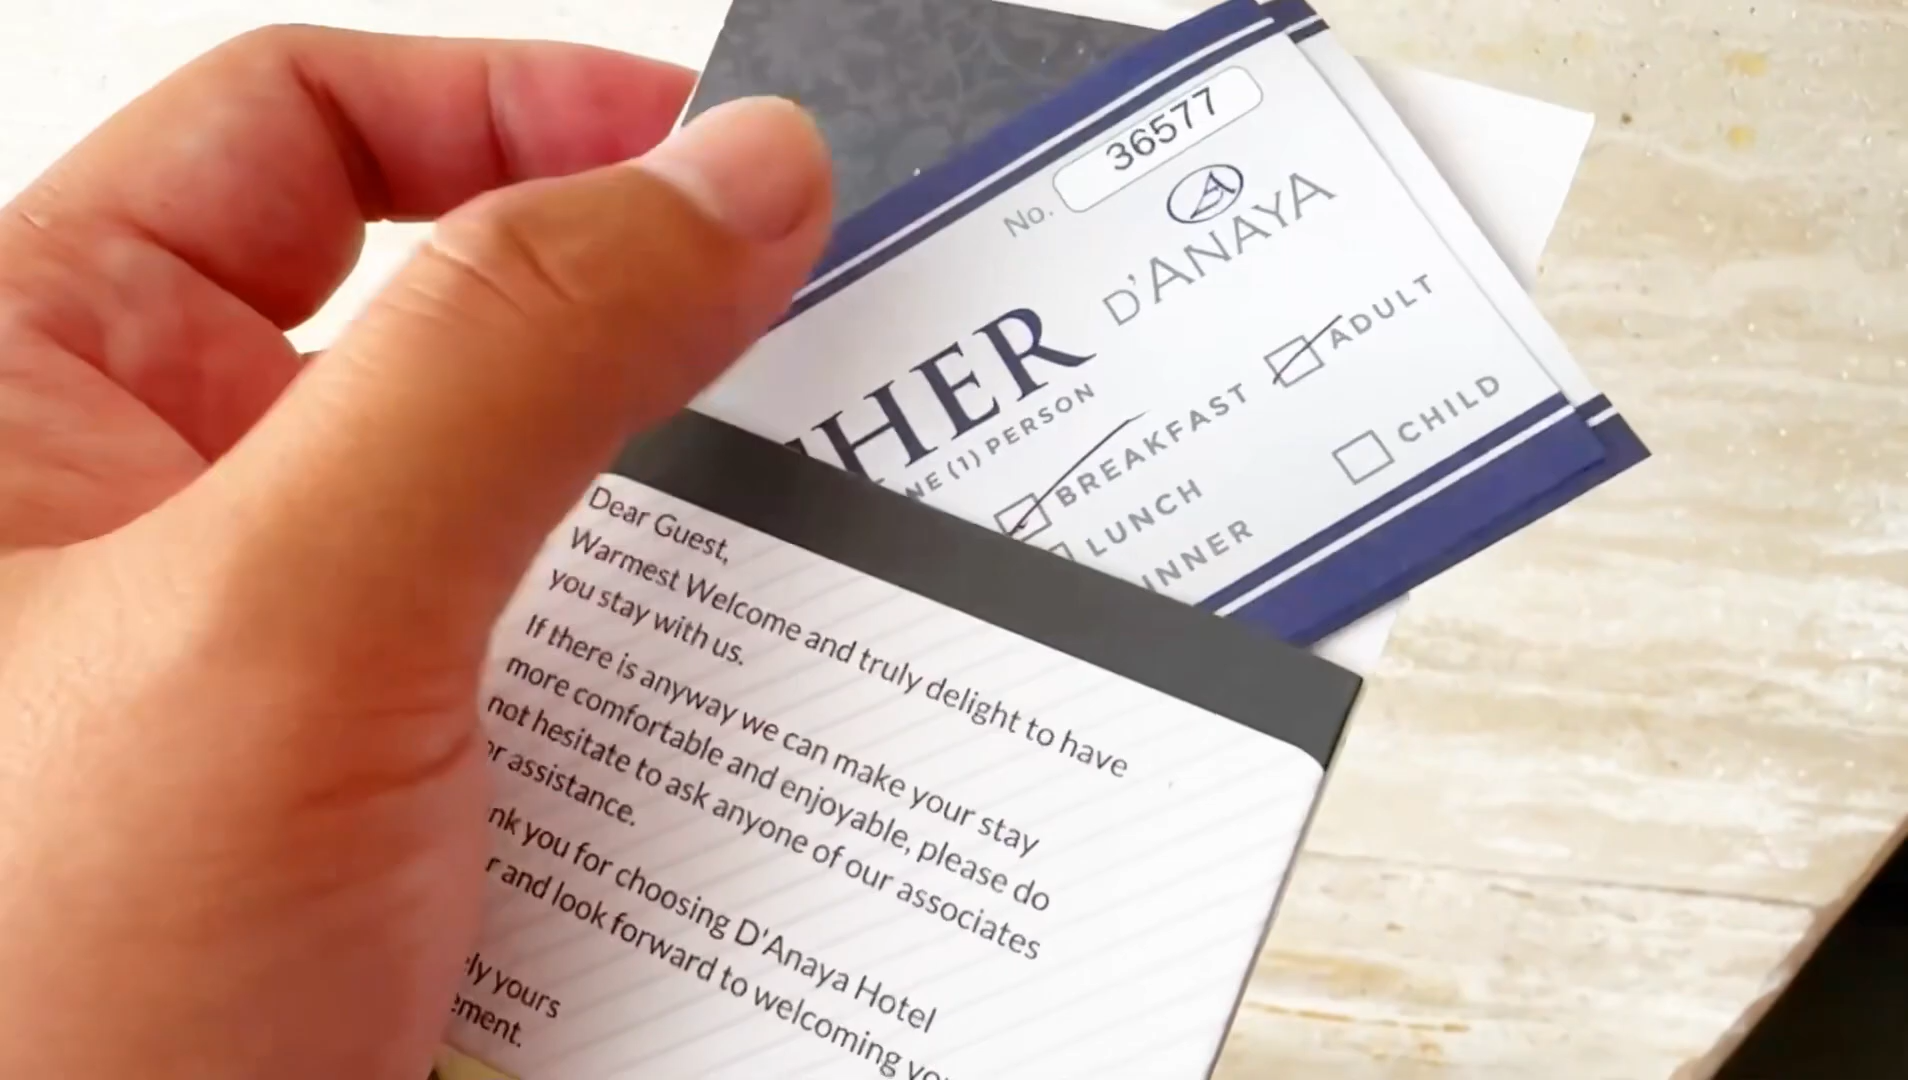 No. 36577
D'ANAYA
HER
NE (1) PERSON
BREAKFAST
ADULT
LUNCH
CHILD
INNER
Dear Guest,
Warmest Welcome and truly delight to have
you stay with us.
If there is anyway we can make your stay
more comfortable and enjoyable, please do
not hesitate to ask anyone of our associates
or assistance.
nk you for choosing D'Anaya Hotel
r and look forward to welcoming yo
ely yours
ement.